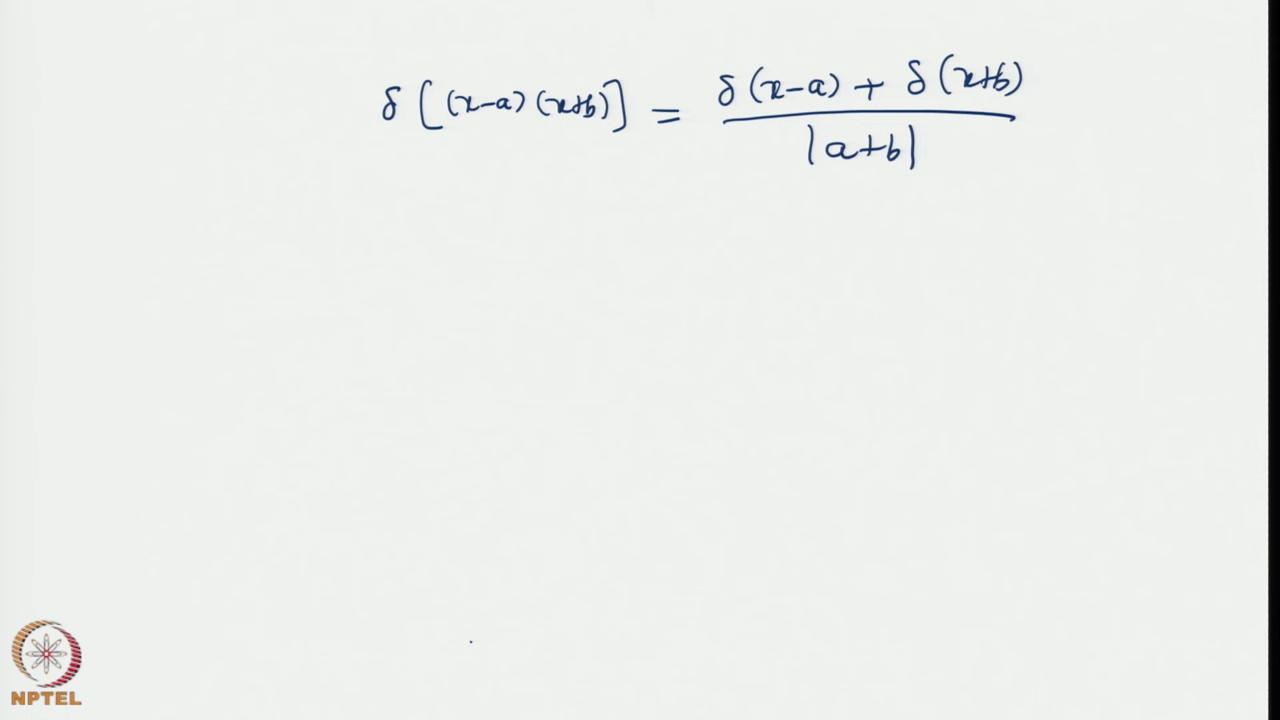 δ [(x-a)(x+b)] = δ(x-a) + δ(x+b) / |a+b|
NPTEL